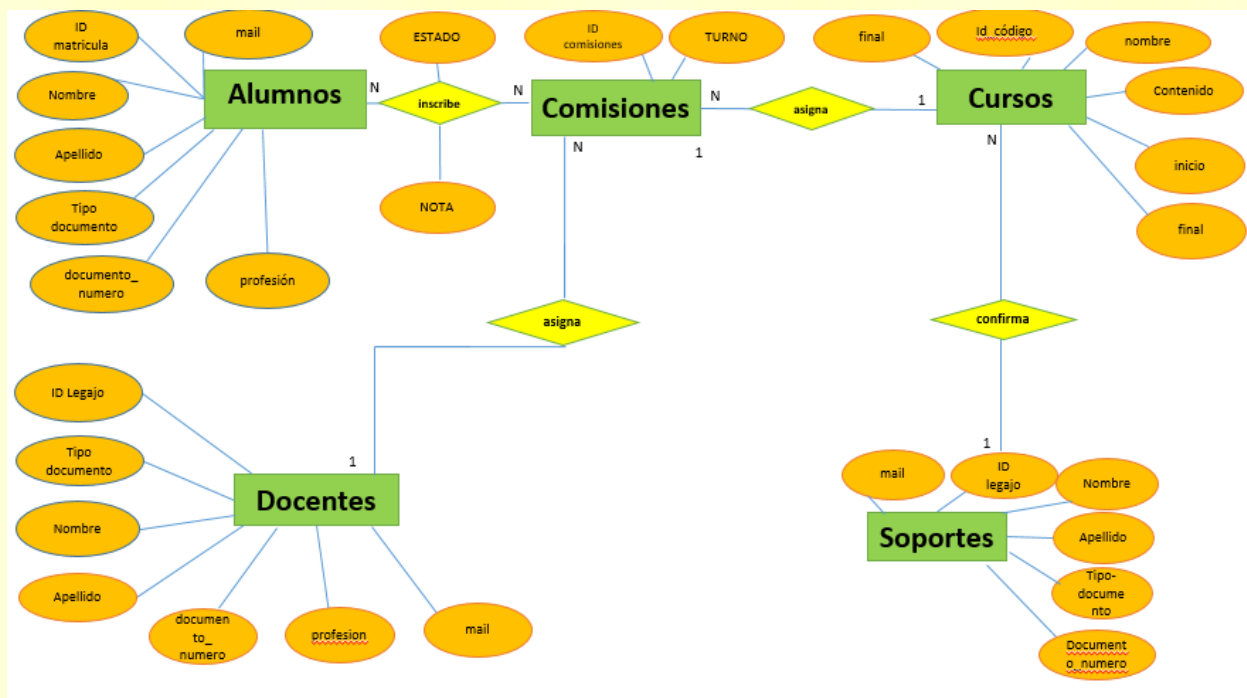 ID
matricula
mail
Nombre
Alumnos
Apellido
Tipo
documento
documento_
numero
profesión
N
ESTADO
inscribe
NOTA
N
ID
comisiones
TURNO
Comisiones
N
1
N
asigna
1
final
Id_código
nombre
Cursos
Contenido
inicio
final
N
asigna
confirma
1
1
ID Legajo
Tipo
documento
Nombre
Apellido
Docentes
documen
to_
numero
profesion
mail
mail
ID
legajo
Nombre
Soportes
Apellido
Tipo-
docume
nto
Document
o_numero